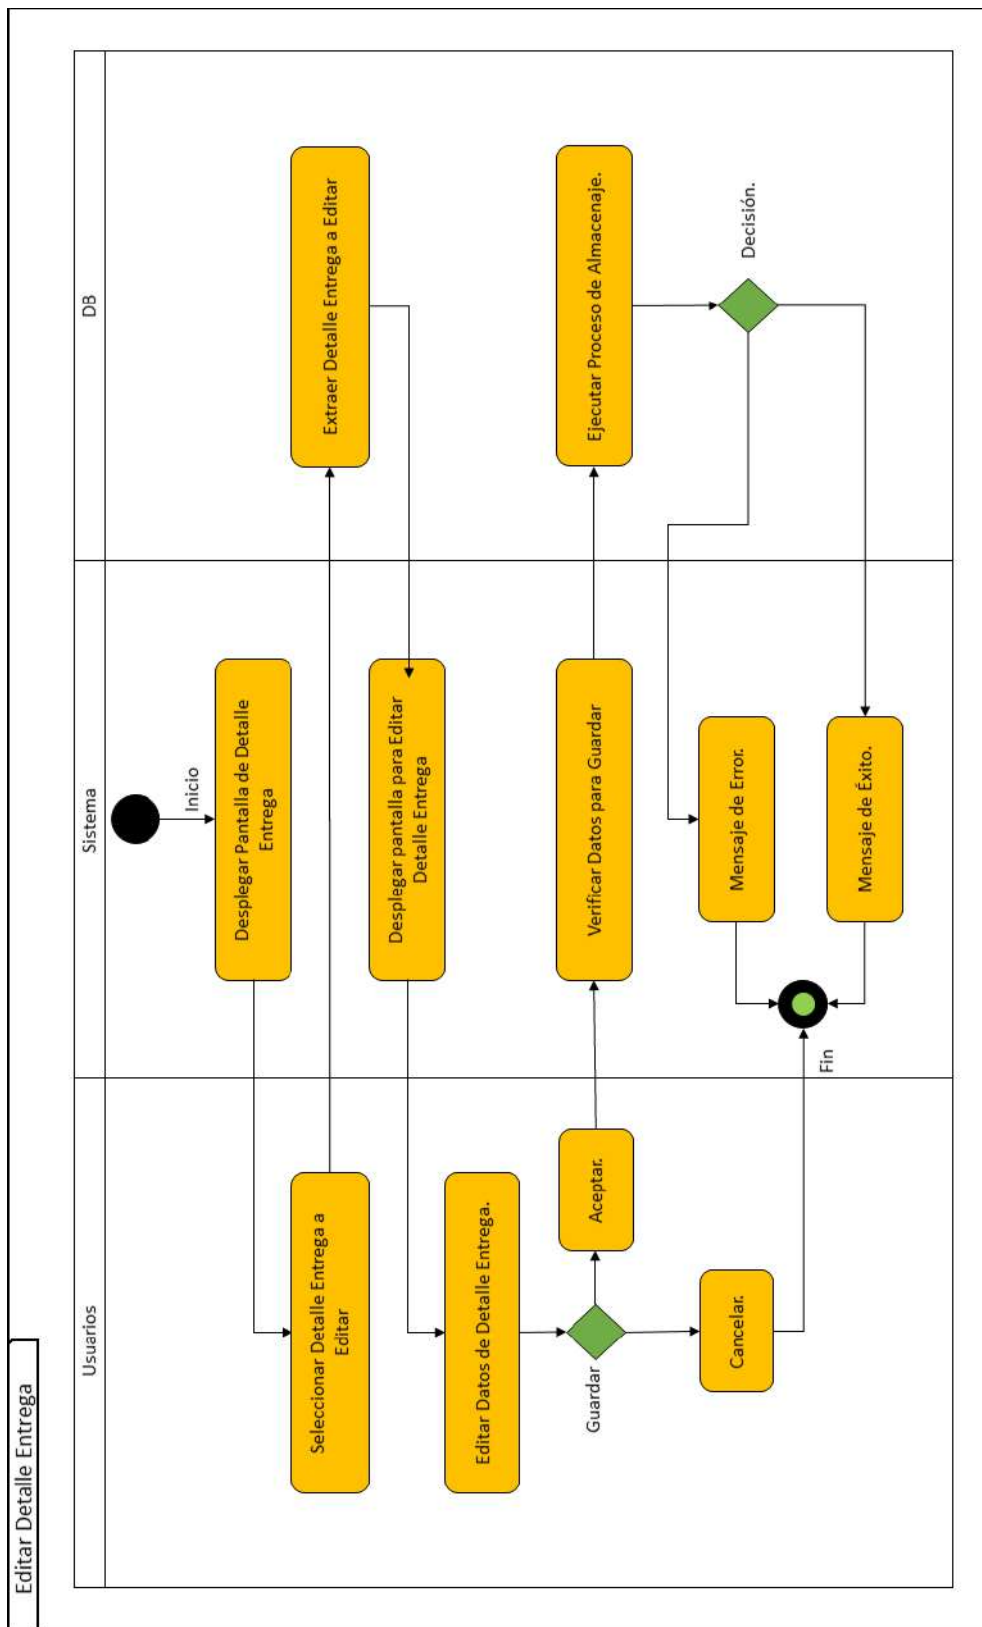 Editar Detalle Entrega
Usuarios
Sistema
DB
Inicio
Desplegar Pantalla de Detalle
Entrega
Seleccionar Detalle Entrega a
Editar
Extraer Detalle Entrega a Editar
Desplegar pantalla para Editar
Detalle Entrega
Editar Datos de Detalle Entrega.
Guardar
Aceptar.
Verificar Datos para Guardar
Ejecutar Proceso de Almacenaje.
Cancelar.
Decisión.
Mensaje de Error.
Mensaje de Éxito.
Fin